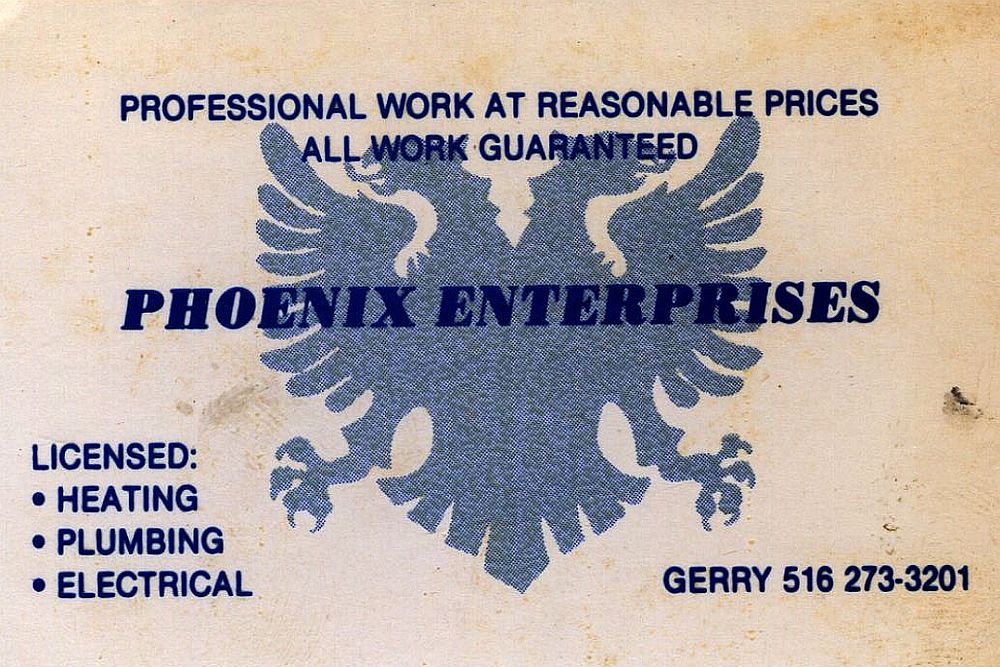 PROFESSIONAL WORK AT REASONABLE PRICES
ALL WORK GUARANTEED
PHOENIX ENTERPRISES
LICENSED:
• HEATING
• PLUMBING
• ELECTRICAL
GERRY 516 273-3201